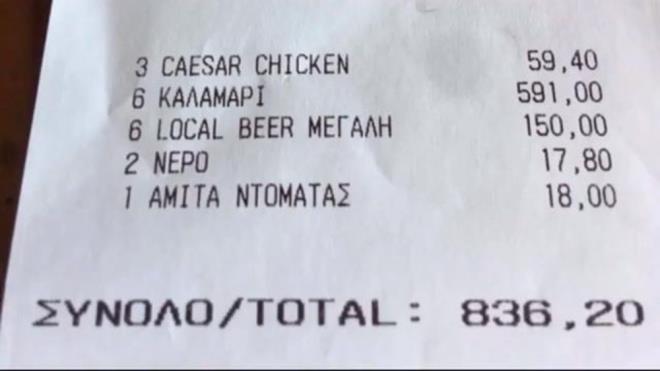 3 CAESAR CHICKEN 59,40
6 ΚΑΛΑΜΑΡΙ 591,00
6 LOCAL BEER ΜΕΓΑΛΗ 150,00
2 ΝΕΡΟ 17,80
1 ΑΜΙΤΑ ΝΤΟΜΑΤΑΣ 18,00
ΣΥΝΟΛΟ/TOTAL: 836,20